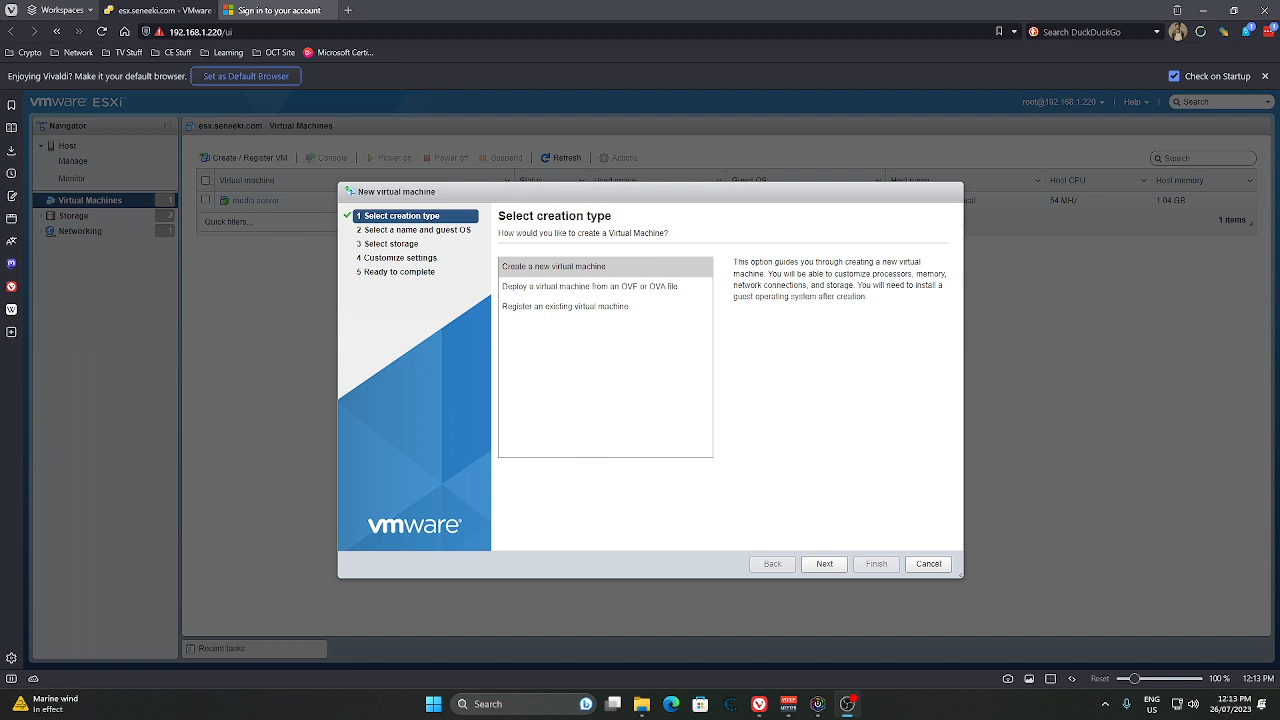 Workspaces
esx.seneeki.com - VMware
Sign in to your account
192.168.1.220/ui
Search DuckDuckGo
Crypto
Network
TV Stuff
CE Stuff
Learning
OCT Site
Microsoft Certi...
Enjoying Vivaldi? Make it your default browser.
Set as Default Browser
Check on Startup
vmware ESXi
root@192.168.1.220
Help
Search
Navigator
esx.seneeki.com - Virtual Machines
Host
Manage
Monitor
Virtual Machines 1
Storage 2
Networking 1
Create / Register VM
Console
Power on
Power off
Suspend
Refresh
Actions
Search
Virtual machine
Status
Used space
Guest OS
Host name
Host CPU
Host memory
media server
54 MHz
1.04 GB
Quick filters...
1 items
New virtual machine
1 Select creation type
2 Select a name and guest OS
3 Select storage
4 Customize settings
5 Ready to complete
vmware
Select creation type
How would you like to create a Virtual Machine?
Create a new virtual machine
Deploy a virtual machine from an OVF or OVA file
Register an existing virtual machine
This option guides you through creating a new virtual
machine. You will be able to customize processors, memory,
network connections, and storage. You will need to install a
guest operating system after creation.
Back
Next
Finish
Cancel
Recent tasks
Reset
100 %
12:13 PM
Marine wind
In effect
Search
ENG
US
12:13 PM
26/07/2023